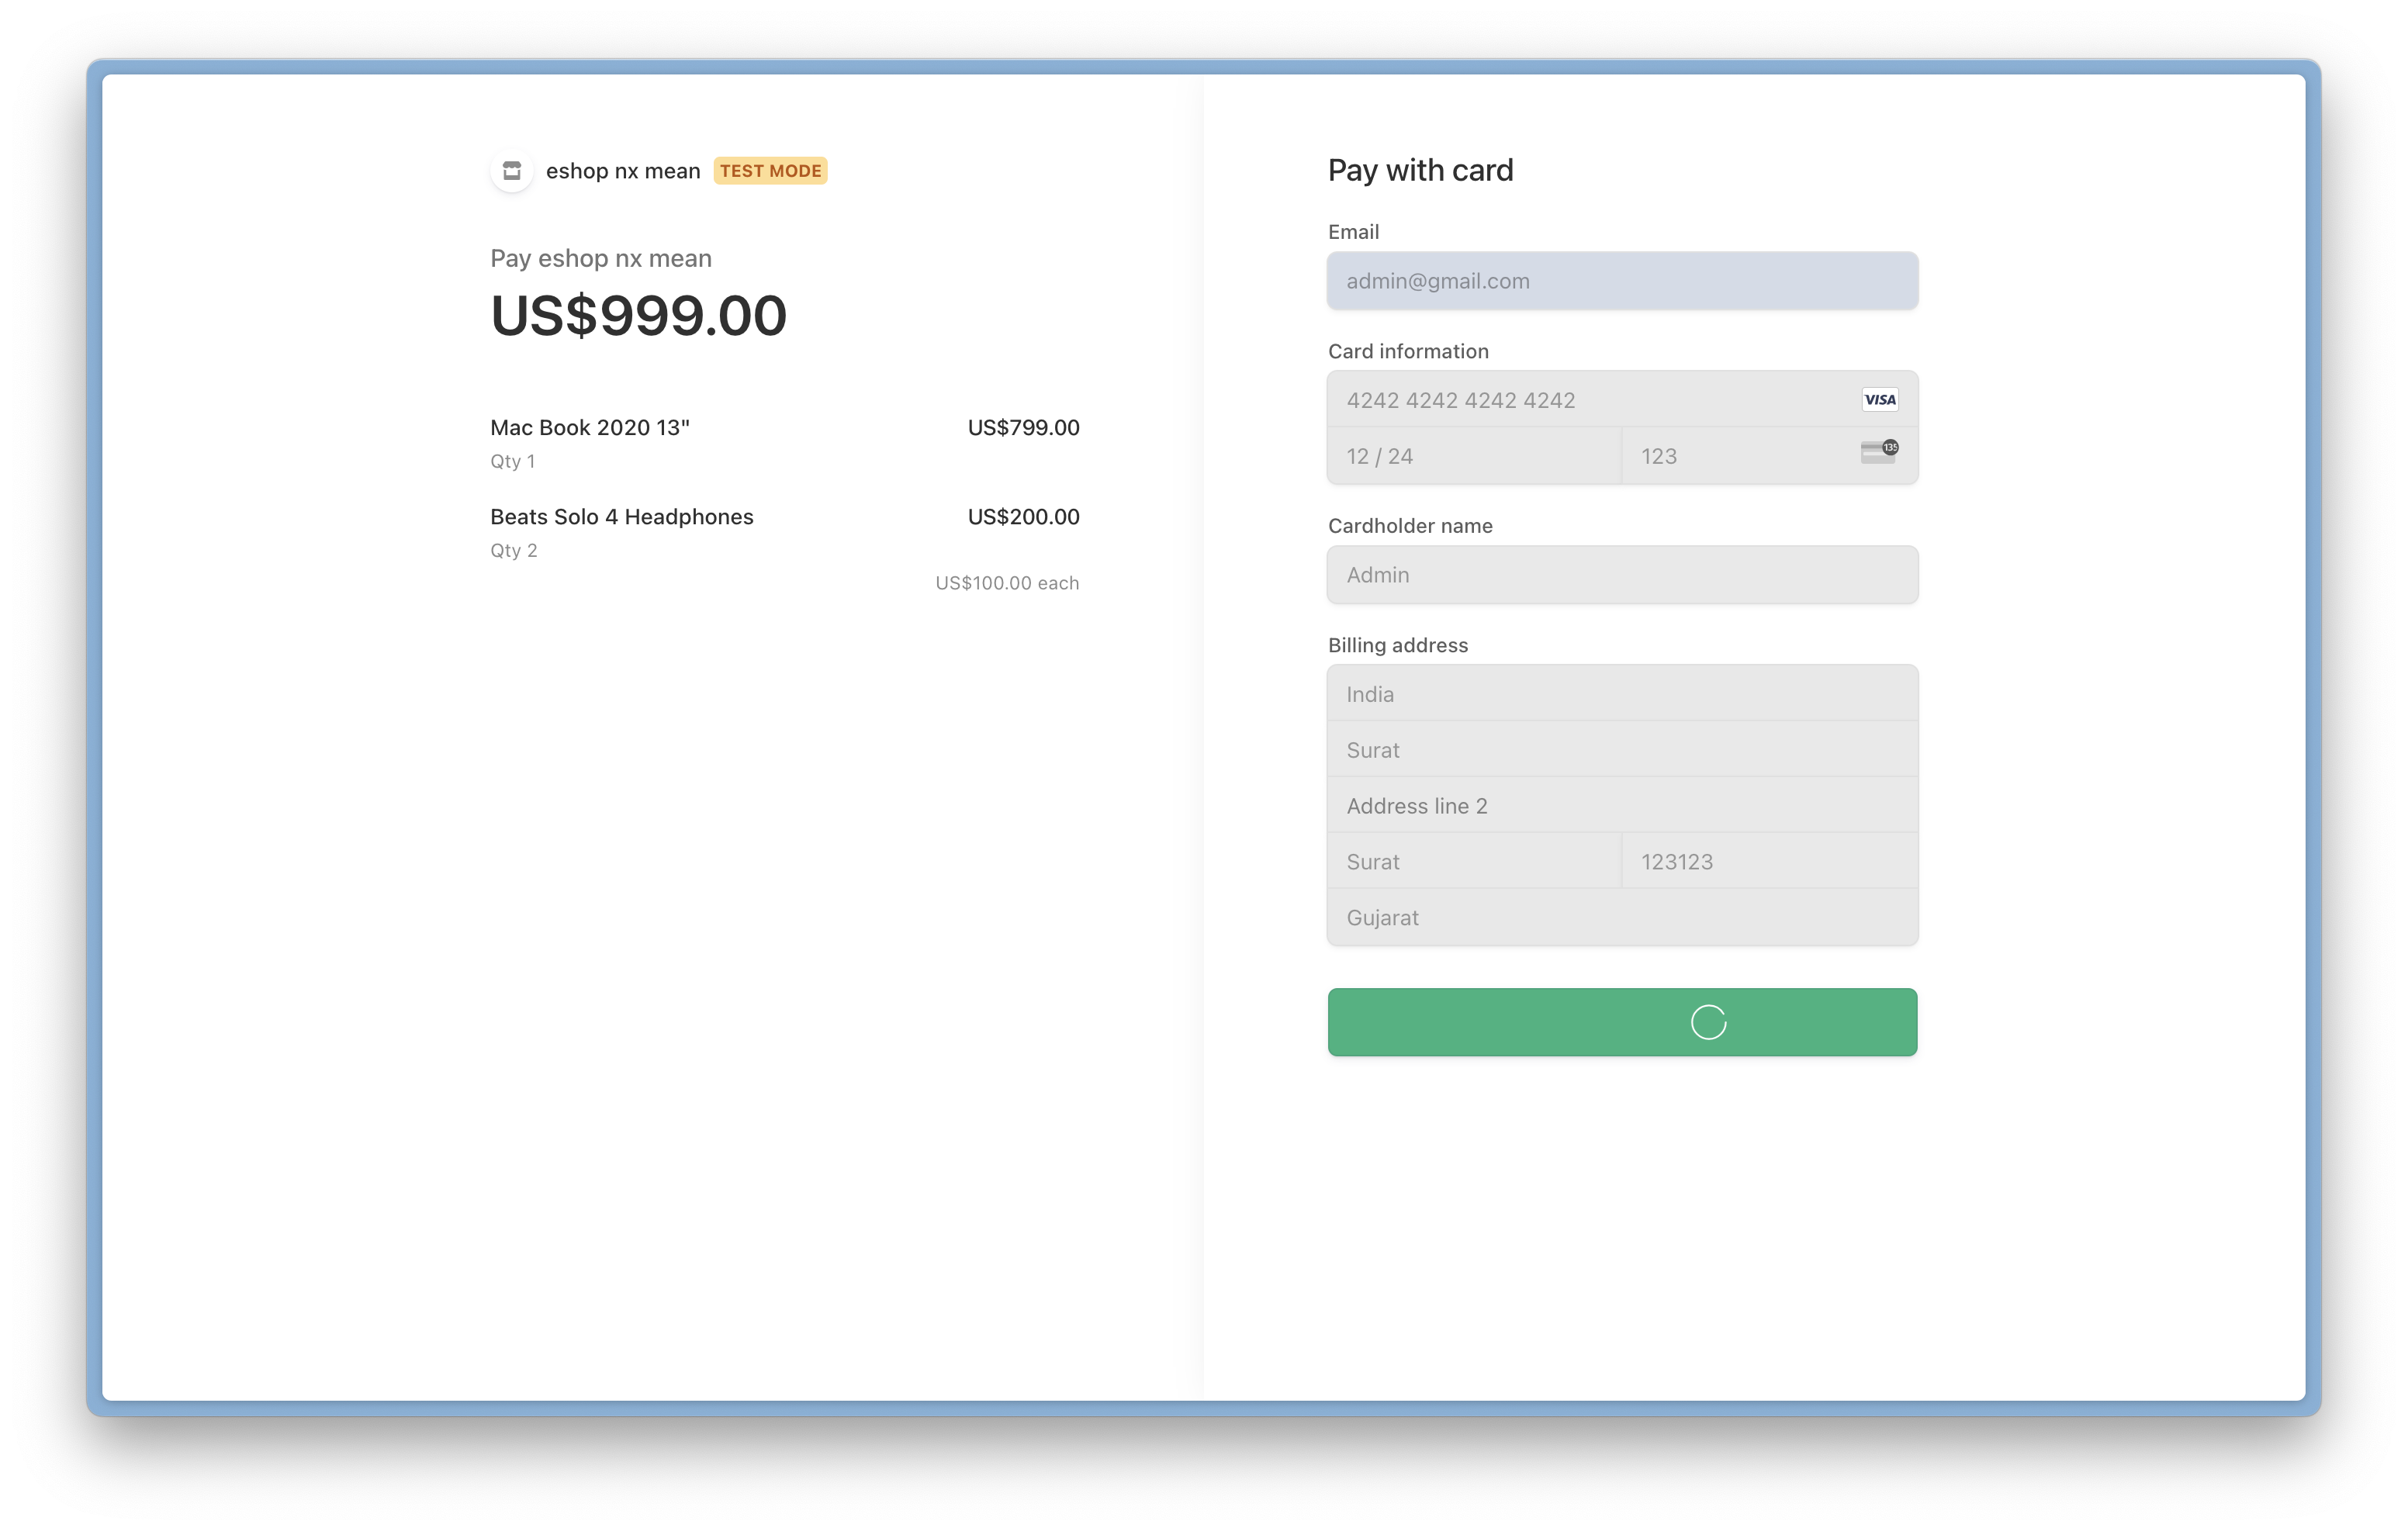 eshop nx mean TEST MODE
Pay eshop nx mean
US$999.00
Mac Book 2020 13" US$799.00
Qty 1
Beats Solo 4 Headphones US$200.00
Qty 2
US$100.00 each
Pay with card
Email
admin@gmail.com
Card information
4242 4242 4242 4242 VISA
12 / 24 123 135
Cardholder name
Admin
Billing address
India
Surat
Address line 2
Surat 123123
Gujarat